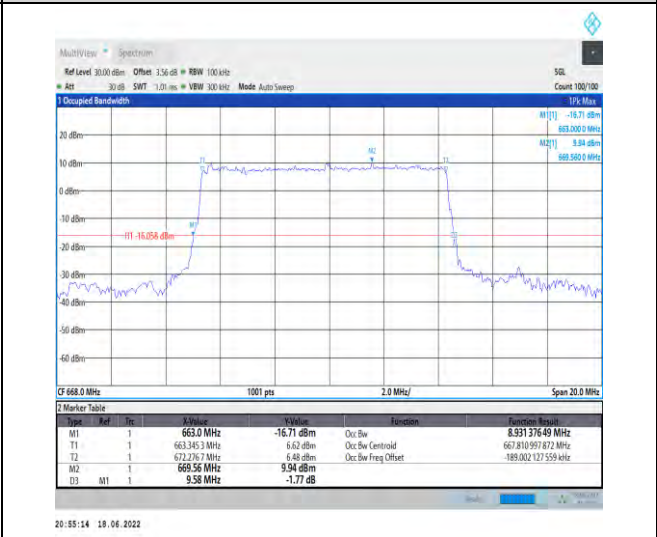 MultiView Spectrum
Ref Level 30.00 dBm Offset 3.56 dB RBW 100 kHz SGL
Att 30 dB SWT 1.01 ms VBW 300 kHz Mode Auto Sweep Count 100/100
1 Occupied Bandwidth 1Pk Max
M1[1] -16.71 dBm
663.000 0 MHz
M2[1] 9.94 dBm
669.560 0 MHz
20 dBm
M2
T1
10 dBm
0 dBm
-10 dBm
M1
H1 -16.058 dBm
-20 dBm
-30 dBm
-40 dBm
-50 dBm
-60 dBm
CF 668.0 MHz 1001 pts 2.0 MHz/ Span 20.0 MHz
2 Marker Table
Type Ref Trc X-Value Y-Value Function Function Result
M1 1 663.0 MHz -16.71 dBm Occ Bw 8.931 376 49 MHz
T1 1 663.345 3 MHz 6.62 dBm Occ Bw Centroid 667.810 997 872 MHz
T2 1 672.276 7 MHz 6.48 dBm Occ Bw Freq Offset -189.002 127 559 kHz
M2 1 669.56 MHz 9.94 dBm
D3 M1 1 9.58 MHz -1.77 dB
20:55:14 18.06.2022